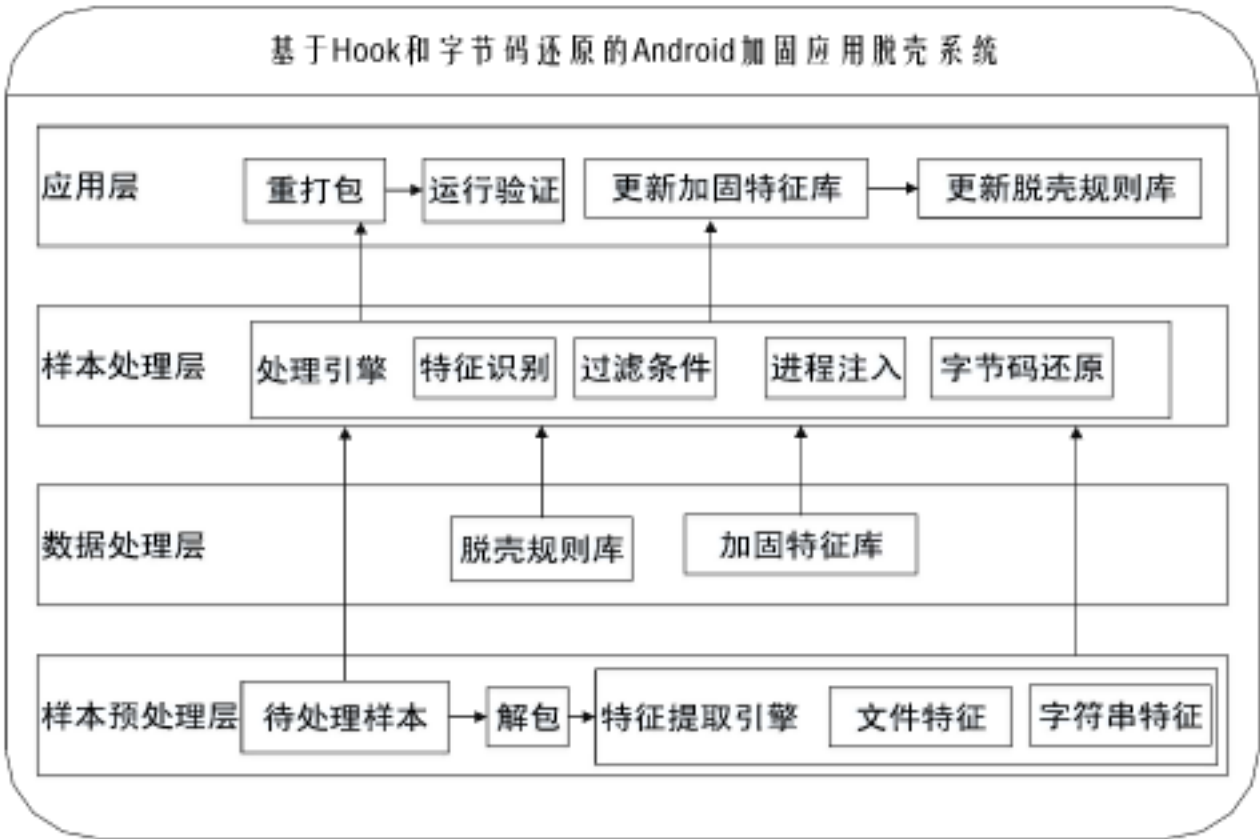 基于Hook和字节码还原的Android加固应用脱壳系统
应用层 重打包 运行验证 更新加固特征库 更新脱壳规则库
样本处理层 处理引擎 特征识别 过滤条件 进程注入 字节码还原
数据处理层 脱壳规则库 加固特征库
样本预处理层 待处理样本 解包 特征提取引擎 文件特征 字符串特征